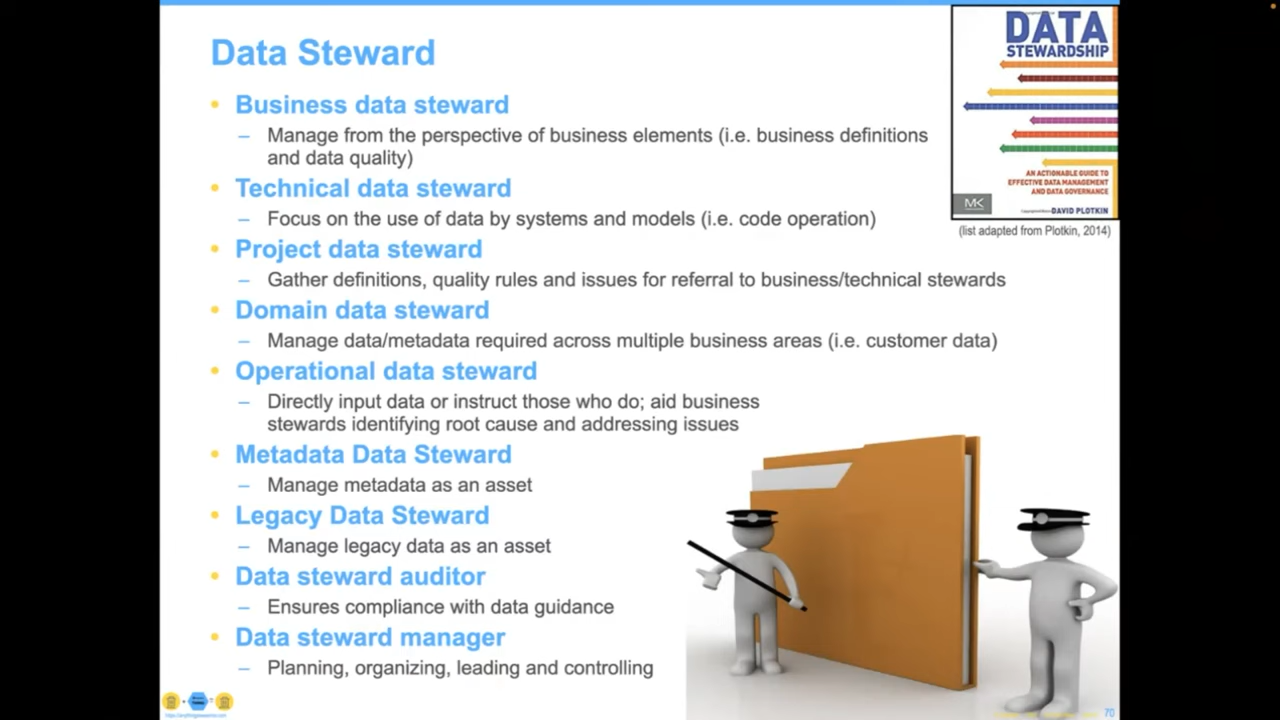 Data Steward
• Business data steward
– Manage from the perspective of business elements (i.e. business definitions
and data quality)
• Technical data steward
– Focus on the use of data by systems and models (i.e. code operation)
• Project data steward
– Gather definitions, quality rules and issues for referral to business/technical stewards
• Domain data steward
– Manage data/metadata required across multiple business areas (i.e. customer data)
• Operational data steward
– Directly input data or instruct those who do; aid business
stewards identifying root cause and addressing issues
• Metadata Data Steward
– Manage metadata as an asset
• Legacy Data Steward
– Manage legacy data as an asset
• Data steward auditor
– Ensures compliance with data guidance
• Data steward manager
– Planning, organizing, leading and controlling
DATA
STEWARDSHIP
AN ACTIONABLE GUIDE TO
EFFECTIVE DATA MANAGEMENT
AND DATA GOVERNANCE
MK
DAVID PLOTKIN
(list adapted from Plotkin, 2014)
70